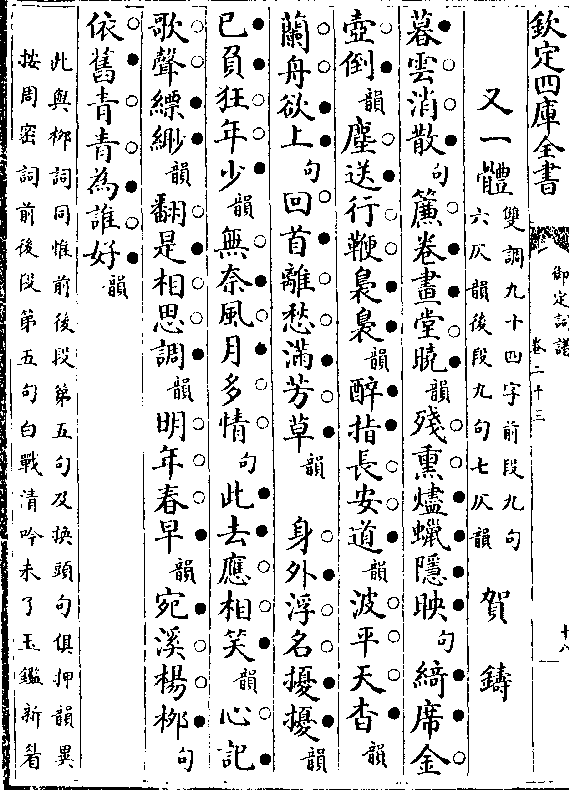 欽定四庫全書
御定詞譜
卷二十三
十八
又一體雙調九十四字前段九句六仄韻後段九句七仄韻 賀鑄
暮雲消散句簾卷畫堂曉韻殘熏燼蠟隱映句綺席金
壺倒韻塵送行鞭裊裊韻醉指長安道韻波平天杳韻
蘭舟欲上句回首離愁滿芳草韻 身外浮名擾擾韻
已負狂年少韻無奈風月多情句此去應相笑韻心記
歌聲縹緲韻翻是相思調韻明年春早韻宛溪楊柳句
依舊青青為誰好韻
此與柳詞同惟前後段第五句及換頭句俱押韻異
按周密詞前後段第五句白戰清吟未了玉鑑新看